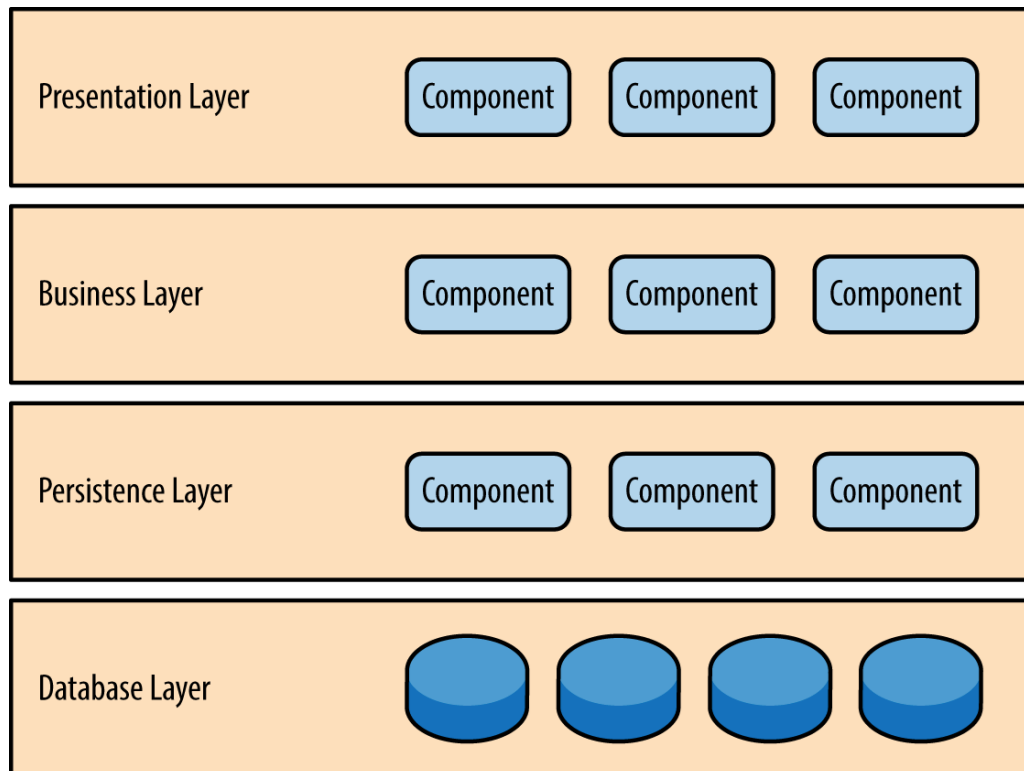 Presentation Layer Component Component Component
Business Layer Component Component Component
Persistence Layer Component Component Component
Database Layer